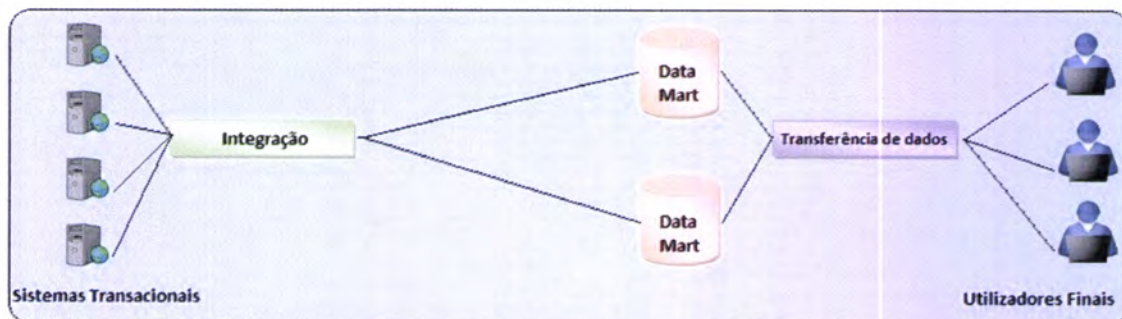 Data
Mart
Integração
Transferência de dados
Data
Mart
Sistemas Transacionais
Utilizadores Finais